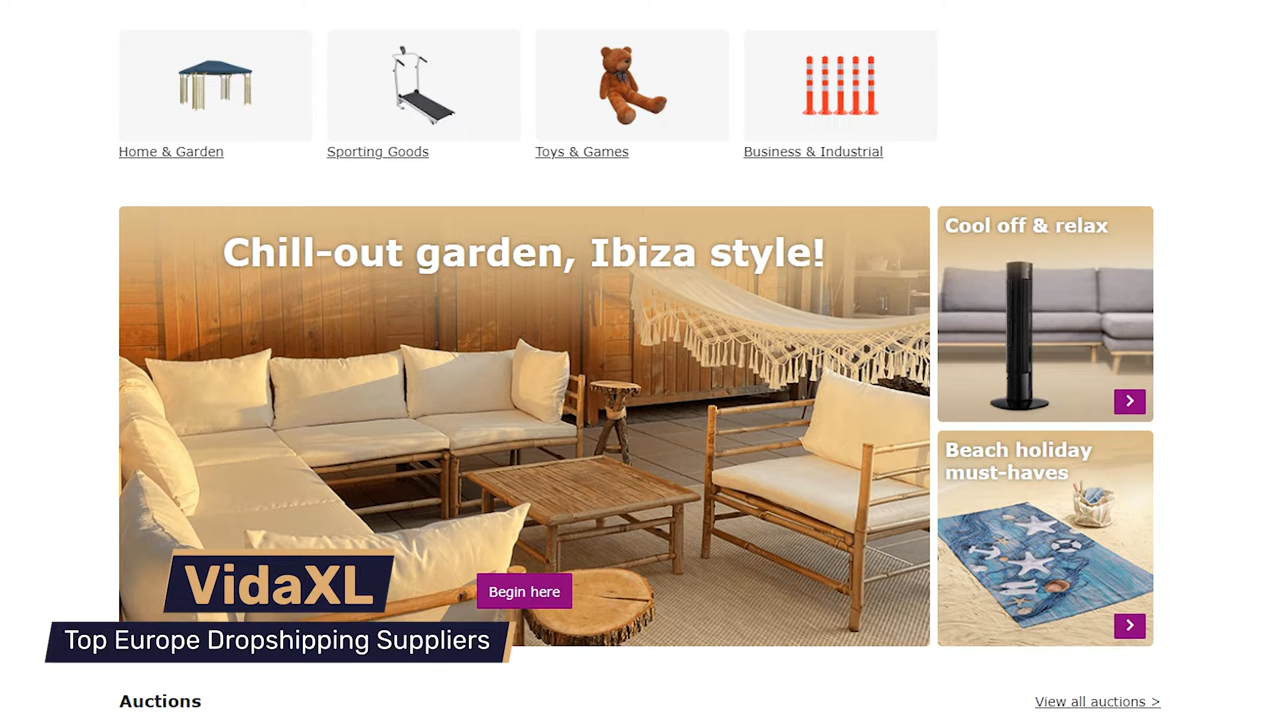 Home & Garden
Sporting Goods
Toys & Games
Business & Industrial
Chill-out garden, Ibiza style!
Cool off & relax
Beach holiday
must-haves
VidaXL
Begin here
Top Europe Dropshipping Suppliers
Auctions
View all auctions >